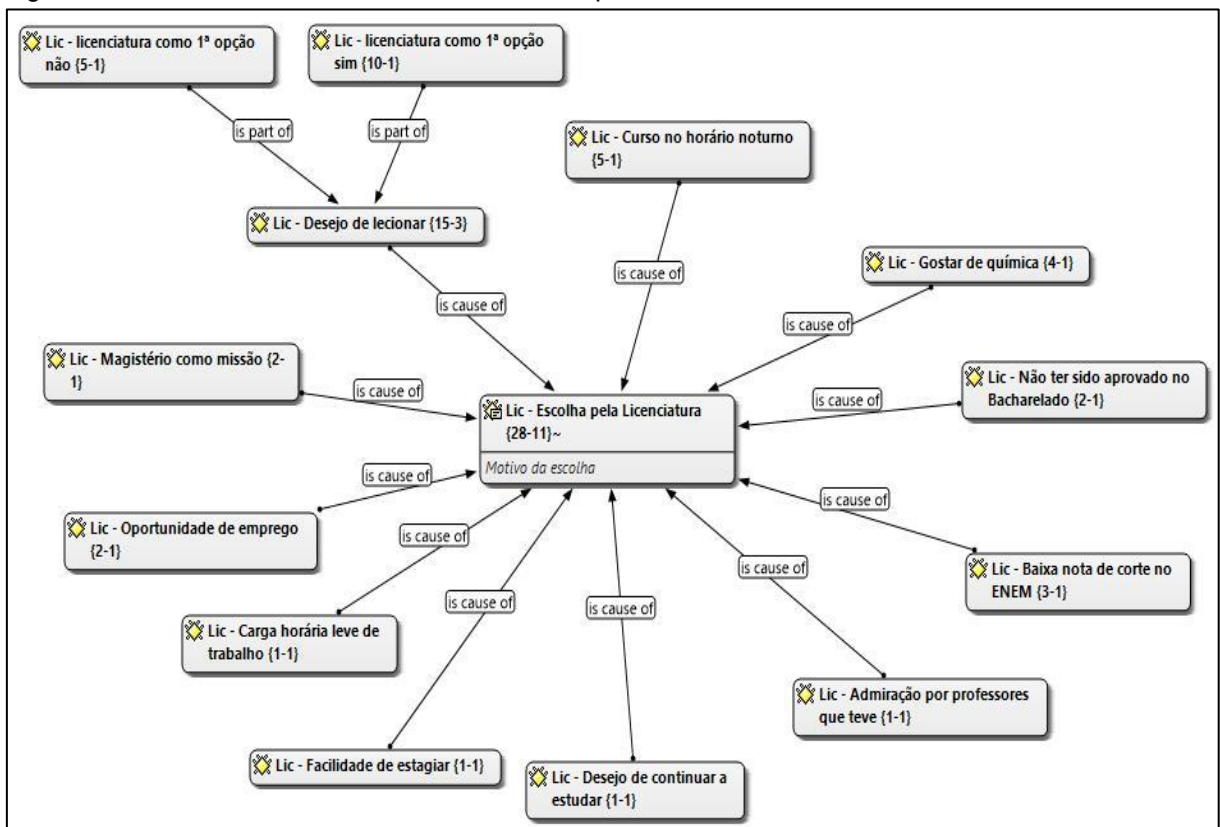 Lic - licenciatura como 1ª opção
não {5-1}
Lic - licenciatura como 1ª opção
sim {10-1}
is part of
is part of
Lic - Curso no horário noturno
{5-1}
Lic - Desejo de lecionar {15-3}
is cause of
Lic - Gostar de química {4-1}
is cause of
is cause of
Lic - Magistério como missão {2-
1}
is cause of
Lic - Não ter sido aprovado no
Bacharelado {2-1}
is cause of
Lic - Escolha pela Licenciatura
{28-11}~
Motivo da escolha
is cause of
Lic - Oportunidade de emprego
{2-1}
is cause of
Lic - Baixa nota de corte no
ENEM {3-1}
is cause of
is cause of
Lic - Carga horária leve de
trabalho {1-1}
is cause of
is cause of
Lic - Admiração por professores
que teve {1-1}
Lic - Facilidade de estagiar {1-1}
Lic - Desejo de continuar a
estudar {1-1}